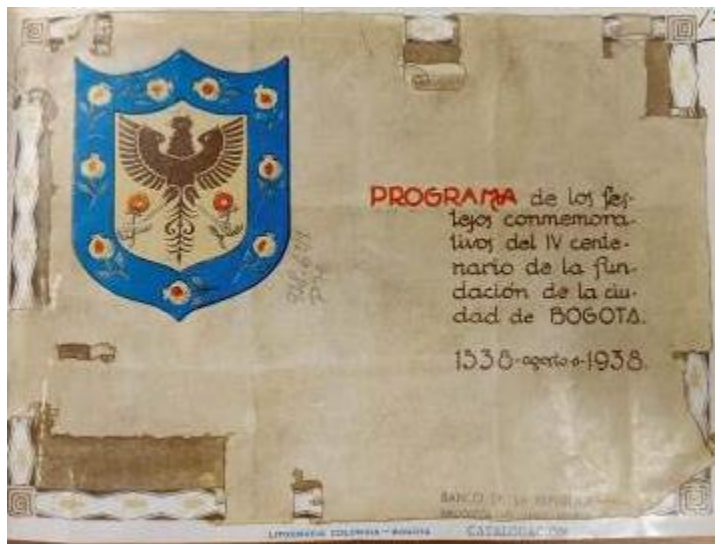 PROGRAMA de los fes-
tejos conmemora-
tivos del IV cente-
nario de la fun-
dación de la ciu-
dad de BOGOTA.
1538-agosto-1938.
BANCO DE LA REPUBLICA
CATALOGACION
LITOGRAFIA COLOMBIA - BOGOTA